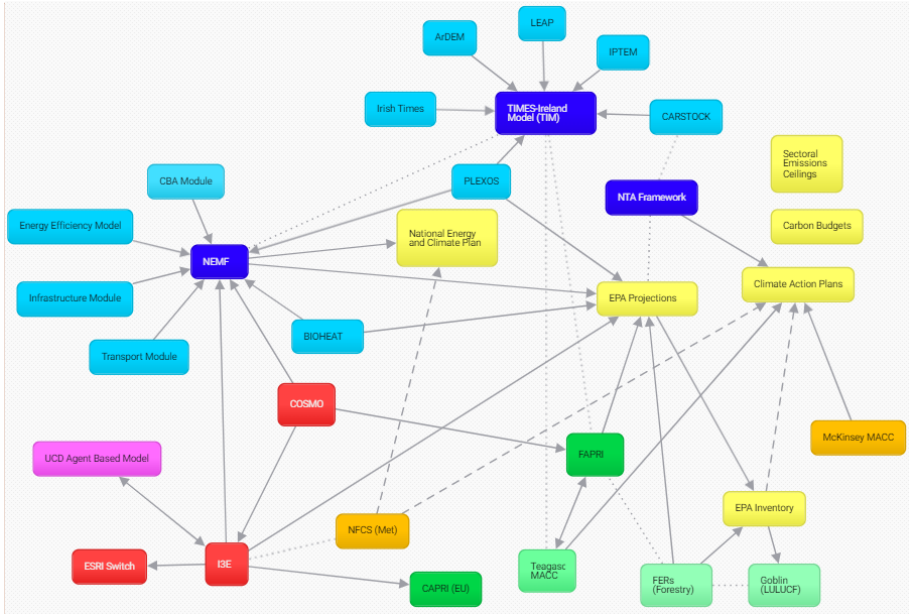 LEAP
ArDEM
IPTEM
Irish Times
TIMES-Ireland
Model (TIM)
CARSTOCK
Sectoral
Emissions
Ceilings
CBA Module
PLEXOS
NTA Framework
Energy Efficiency Model
National Energy
and Climate Plan
Carbon Budgets
NEMF
Infrastructure Module
EPA Projections
Climate Action Plans
BIOHEAT
Transport Module
COSMO
McKinsey MACC
UCD Agent Based Model
FAPRI
EPA Inventory
NFCS (Met)
ESRI Switch
I3E
CAPRI (EU)
Teagasc
MACC
FERs
(Forestry)
Goblin
(LULUCF)